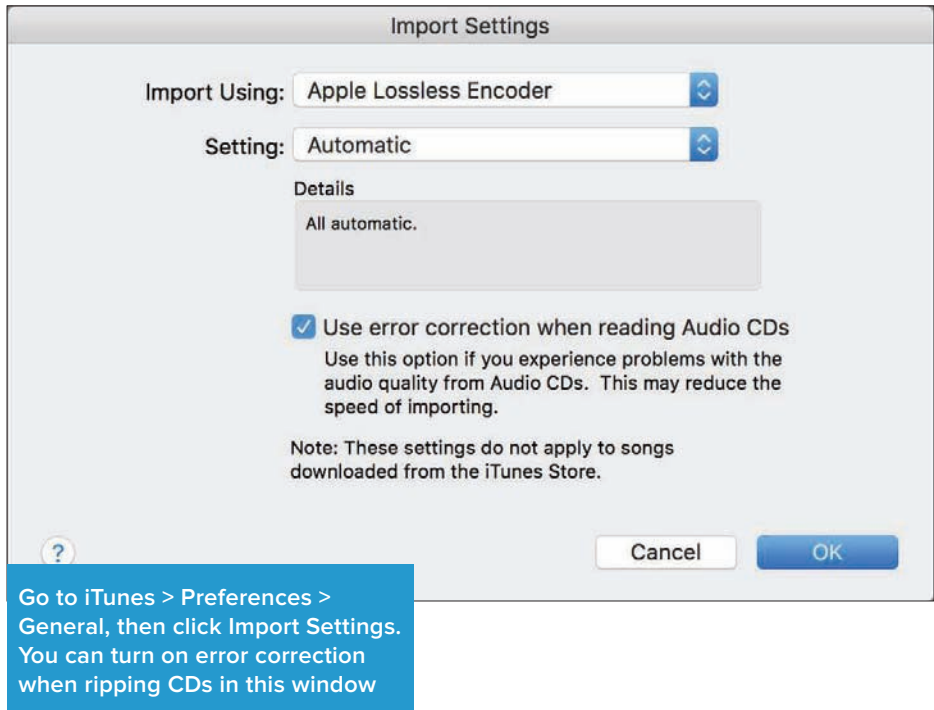 Import Settings
Import Using: Apple Lossless Encoder
Setting: Automatic
Details
All automatic.
Use error correction when reading Audio CDs
Use this option if you experience problems with the
audio quality from Audio CDs. This may reduce the
speed of importing.
Note: These settings do not apply to songs
downloaded from the iTunes Store.
? Cancel OK
Go to iTunes > Preferences >
General, then click Import Settings.
You can turn on error correction
when ripping CDs in this window